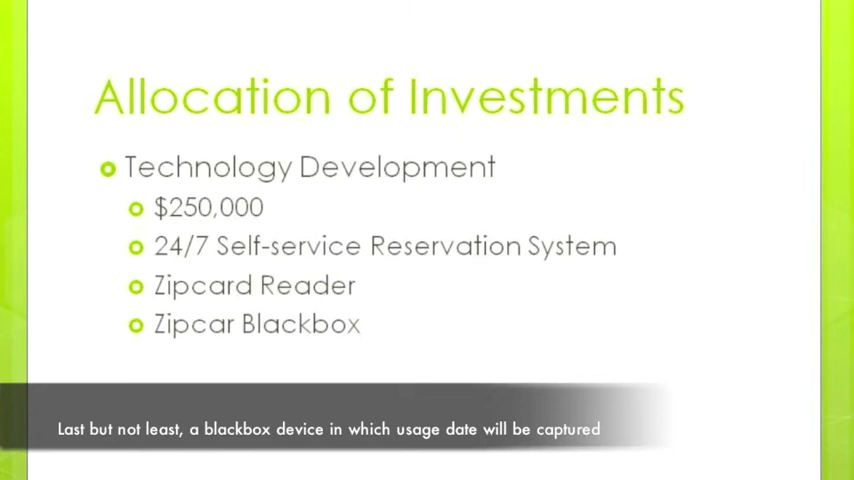 Allocation of Investments
Technology Development
$250,000
24/7 Self-service Reservation System
Zipcard Reader
Zipcar Blackbox
Last but not least, a blackbox device in which usage date will be captured